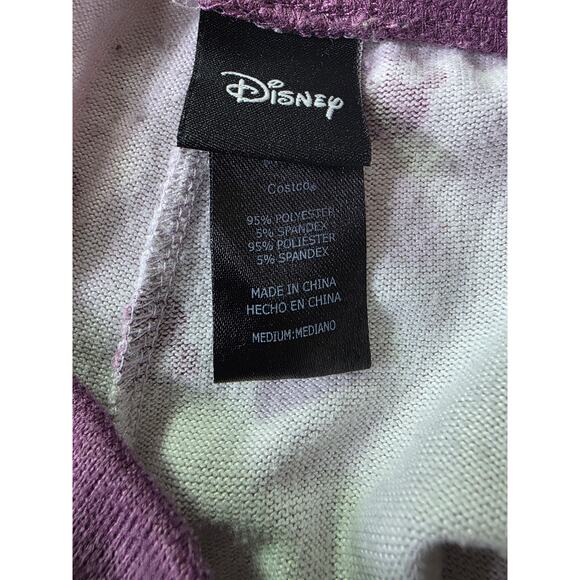 Disney
Costco®
95% POLYESTER
5% SPANDEX
95% POLIESTER
5% SPANDEX
MADE IN CHINA
HECHO EN CHINA
MEDIUM:MEDIANO